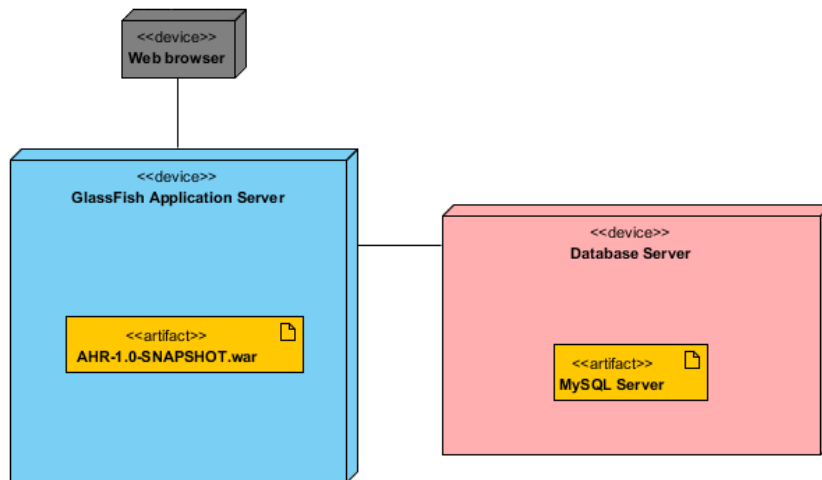 <<device>>
Web browser
<<device>>
GlassFish Application Server
<<artifact>>
AHR-1.0-SNAPSHOT.war
<<device>>
Database Server
<<artifact>>
MySQL Server